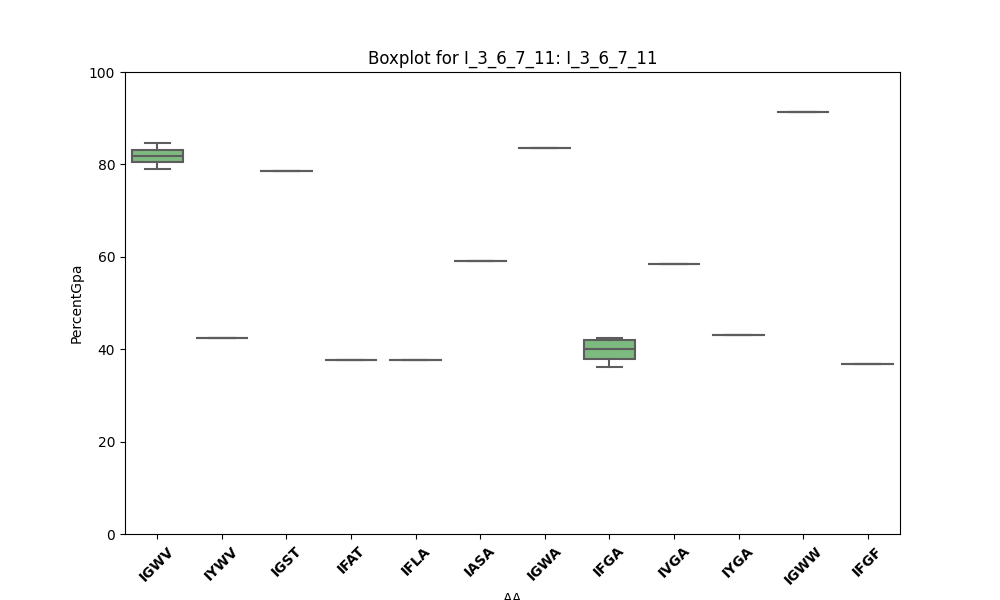 Boxplot for I_3_6_7_11: I_3_6_7_11
100
80
60
40
20
0
PercentGpa
IGWV
IYWV
IGST
IFAT
IFLA
IASA
IGWA
IFGA
IVGA
IYGA
IGWW
IFGF
AA